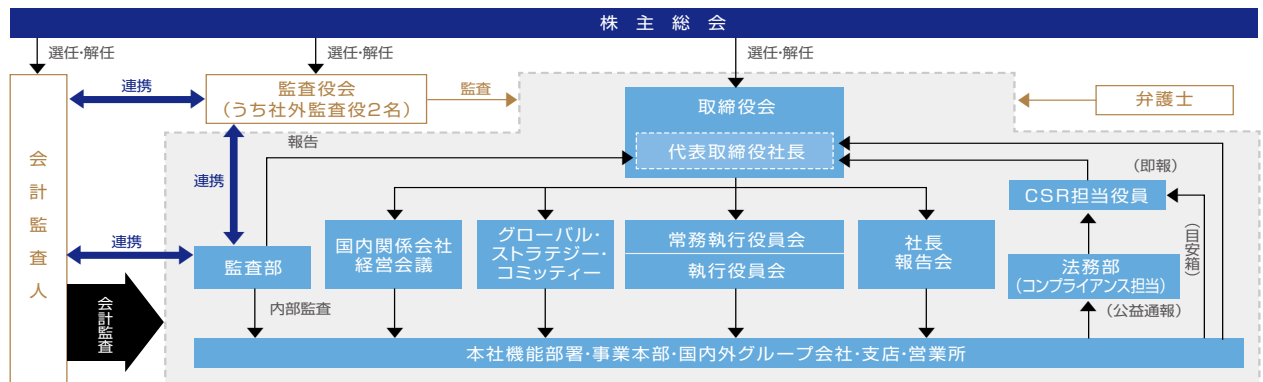 株主総会
選任・解任
選任・解任
選任・解任
連携
監査役会
(うち社外監査役2名)
監査
取締役会
代表取締役社長
弁護士
報告
連携
(即報)
CSR担当役員
会計監査人
連携
監査部
国内関係会社
経営会議
グローバル・
ストラテジー・
コミッティー
常務執行役員会
執行役員会
社長
報告会
(目安箱)
法務部
(コンプライアンス担当)
会計監査
内部監査
(公益通報)
本社機能部署・事業本部・国内外グループ会社・支店・営業所